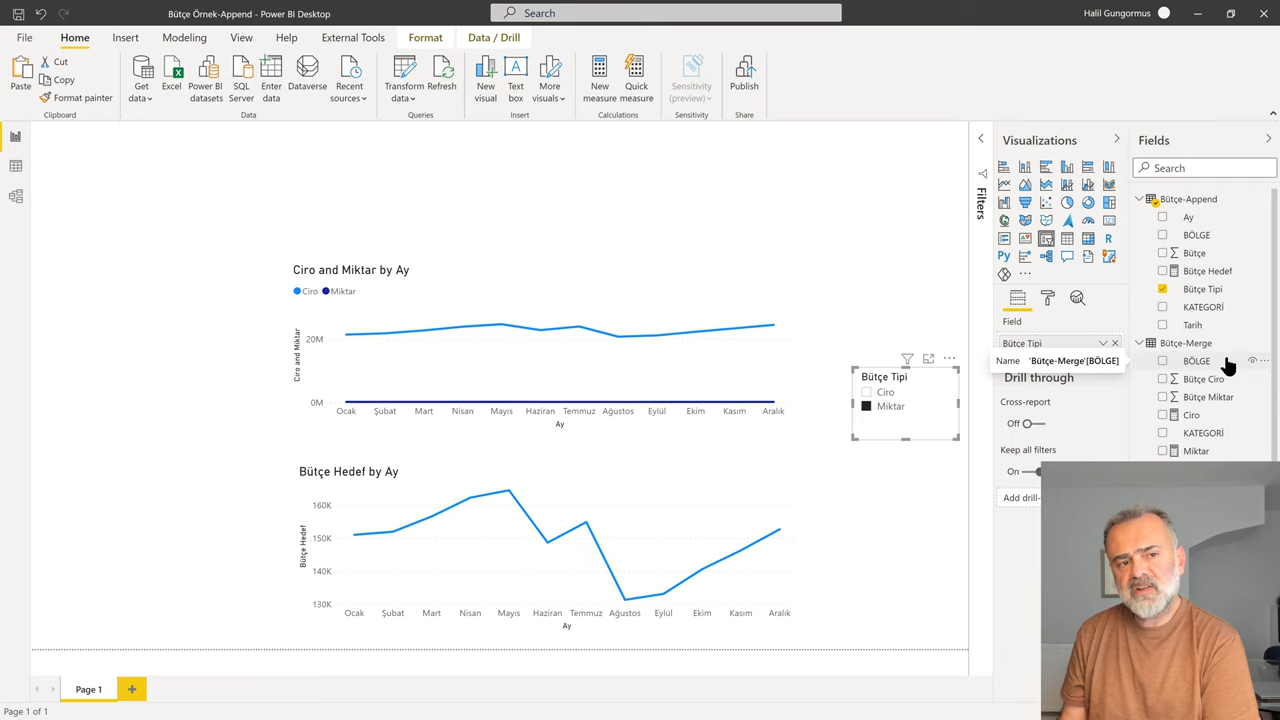 Bütçe Örnek-Append - Power BI Desktop
Search
Halil Gungormus
File
Home
Insert
Modeling
View
Help
External Tools
Format
Data / Drill
Paste
Cut
Copy
Format painter
Clipboard
Get data
Excel
Power BI datasets
SQL Server
Enter data
Dataverse
Recent sources
Data
Transform data
Refresh
Queries
New visual
Text box
More visuals
Insert
New measure
Quick measure
Calculations
Sensitivity (preview)
Sensitivity
Publish
Share
Ciro and Miktar by Ay
Ciro Miktar
Ciro and Miktar
20M
0M
Ocak Şubat Mart Nisan Mayıs Haziran Temmuz Ağustos Eylül Ekim Kasım Aralık
Ay
Bütçe Hedef by Ay
Bütçe Hedef
160K
150K
140K
130K
Ocak Şubat Mart Nisan Mayıs Haziran Temmuz Ağustos Eylül Ekim Kasım Aralık
Ay
Bütçe Tipi
Ciro
Miktar
Filters
Visualizations
R
Py
Field
Bütçe Tipi
Name 'Bütçe-Merge'[BÖLGE]
Drill through
Cross-report
Off
Keep all filters
On
Add drill-
Fields
Search
Bütçe-Append
Ay
BÖLGE
Bütçe
Bütçe Hedef
Bütçe Tipi
KATEGORİ
Tarih
Bütçe-Merge
BÖLGE
Bütçe Ciro
Bütçe Miktar
Ciro
KATEGORİ
Miktar
Page 1
Page 1 of 1